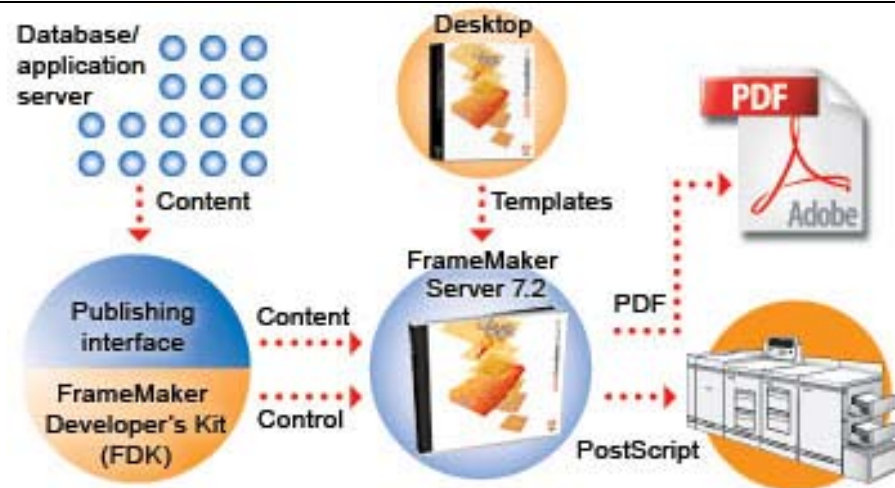 Database/
application
server
Desktop
PDF
Adobe
Content
Templates
FrameMaker
Server 7.2
Publishing
interface
Content
PDF
FrameMaker
Developer's Kit
(FDK)
Control
PostScript